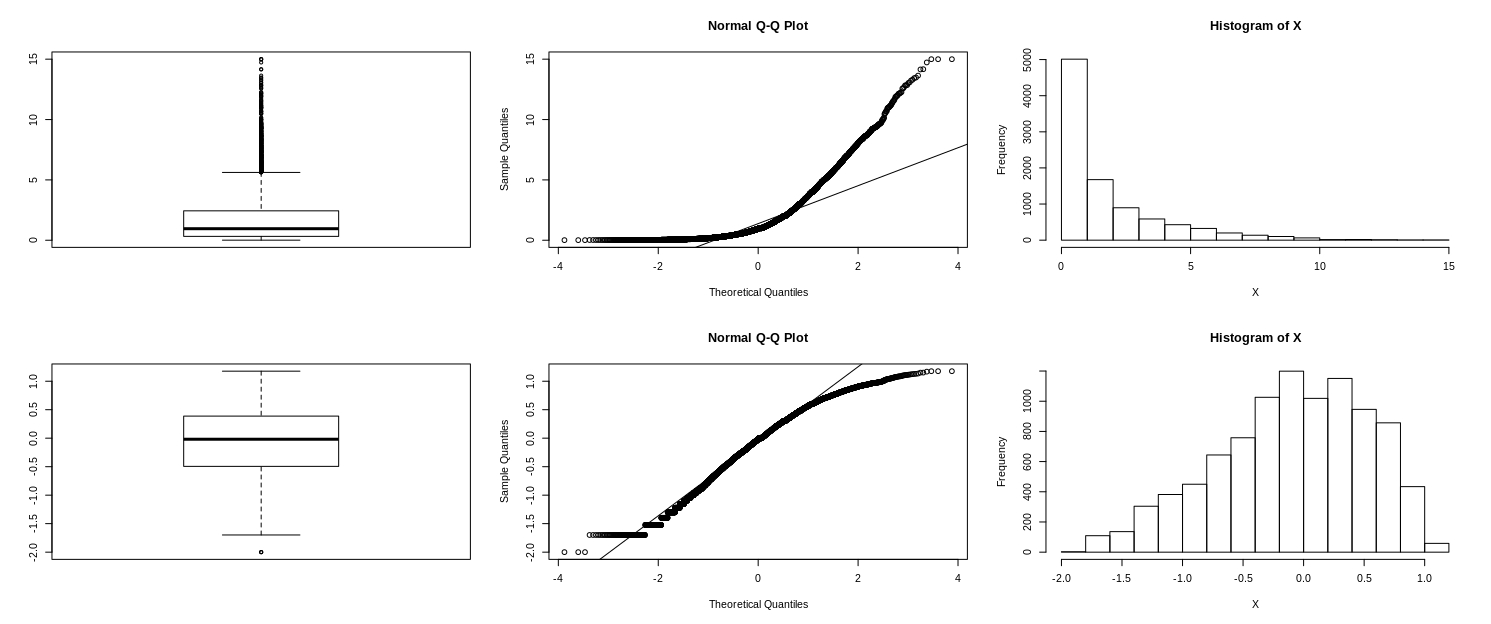 Normal Q-Q Plot
Histogram of X
0 5 10 15
Sample Quantiles
0 5 10 15
-4 -2 0 2 4
Theoretical Quantiles
Frequency
0 1000 2000 3000 4000 5000
0 5 10 15
X
Normal Q-Q Plot
Histogram of X
-2.0 -1.5 -1.0 -0.5 0.0 0.5 1.0
Sample Quantiles
-2.0 -1.5 -1.0 -0.5 0.0 0.5 1.0
-4 -2 0 2 4
Theoretical Quantiles
Frequency
0 200 400 600 800 1000
-2.0 -1.5 -1.0 -0.5 0.0 0.5 1.0
X